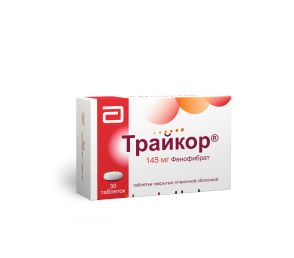 Трайкор®
145 мг Фенофибрат
таблетки покрытые пленочной оболочкой
30
таблеток